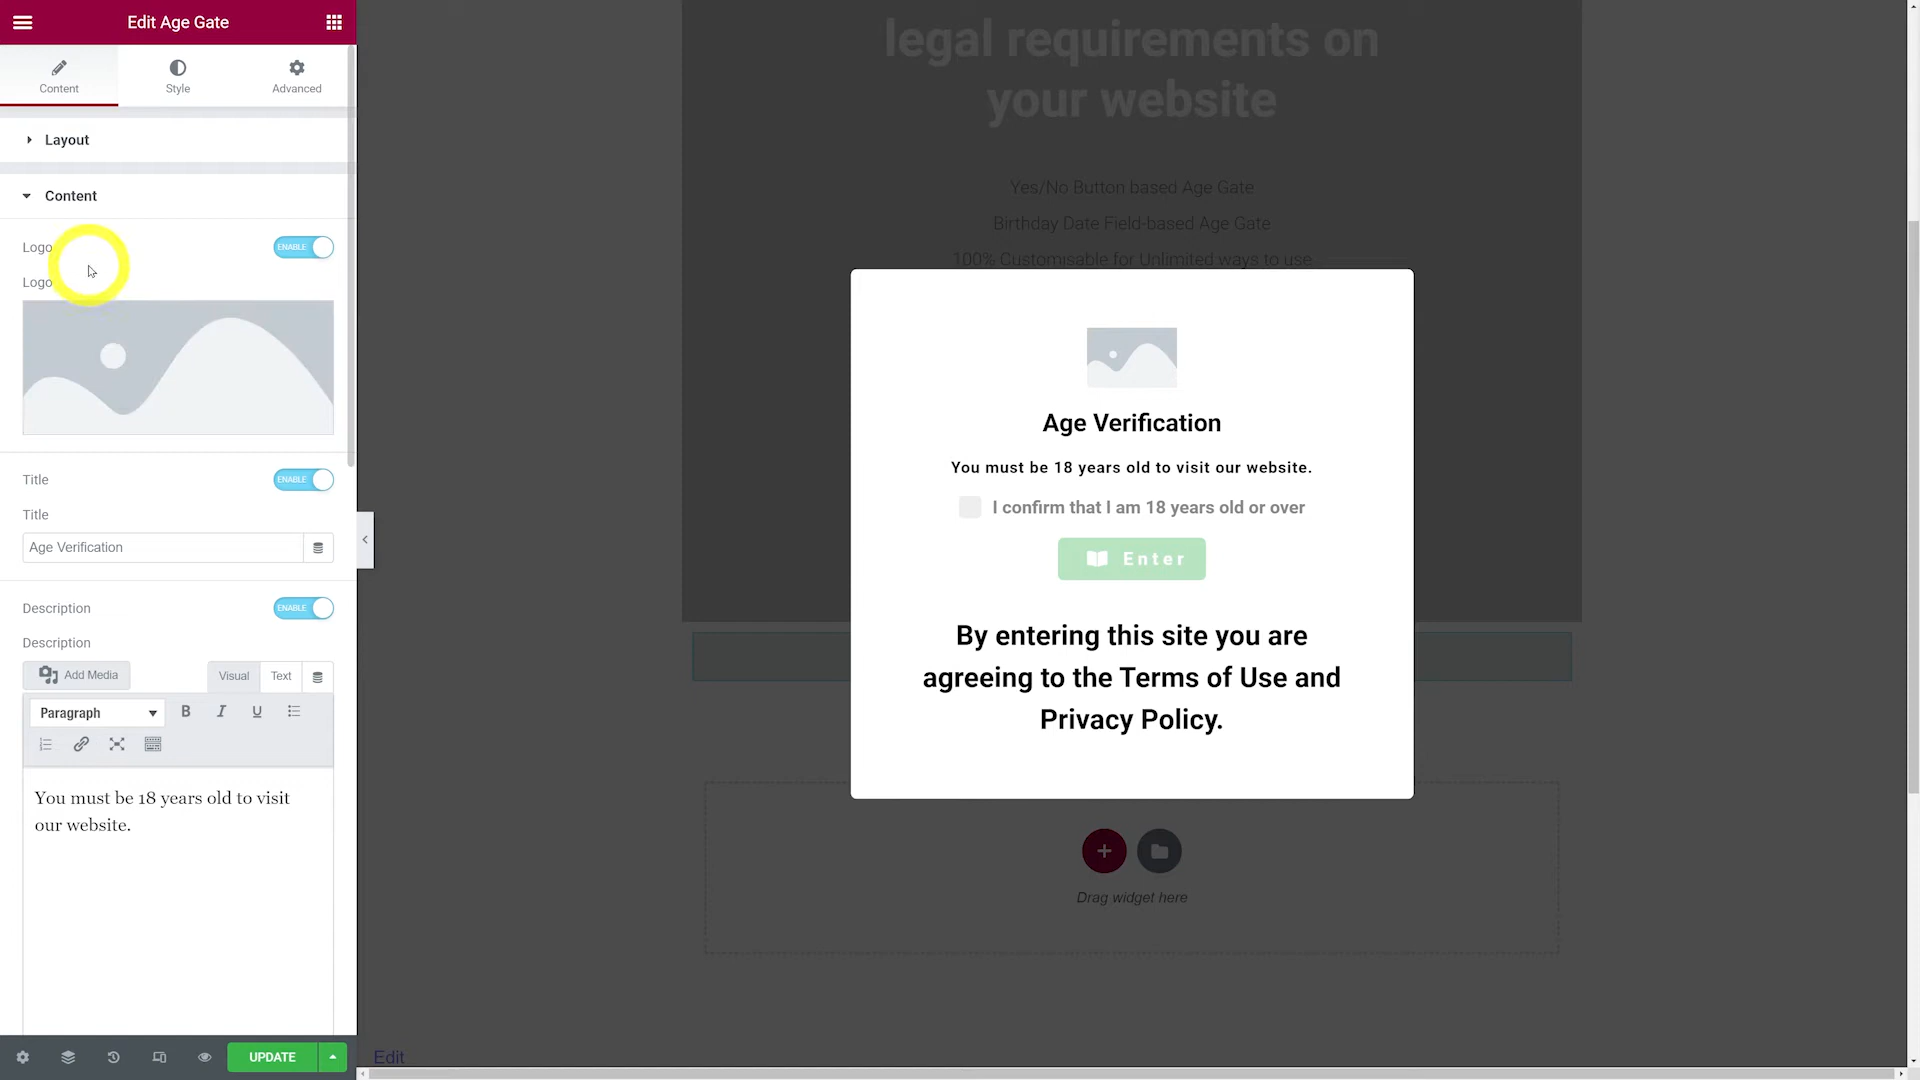 Edit Age Gate
Content
Style
Advanced
Layout
Content
Logo
ENABLE
Logo
Title
ENABLE
Title
Age Verification
Description
ENABLE
Description
Add Media
Visual
Text
Paragraph
B
I
U
You must be 18 years old to visit
our website.
UPDATE
legal requirements on
your website
Yes/No Button based Age Gate
Birthday Date Field-based Age Gate
100% Customisable for Unlimited ways to use
Age Verification
You must be 18 years old to visit our website.
I confirm that I am 18 years old or over
Enter
By entering this site you are
agreeing to the Terms of Use and
Privacy Policy.
Drag widget here
Edit